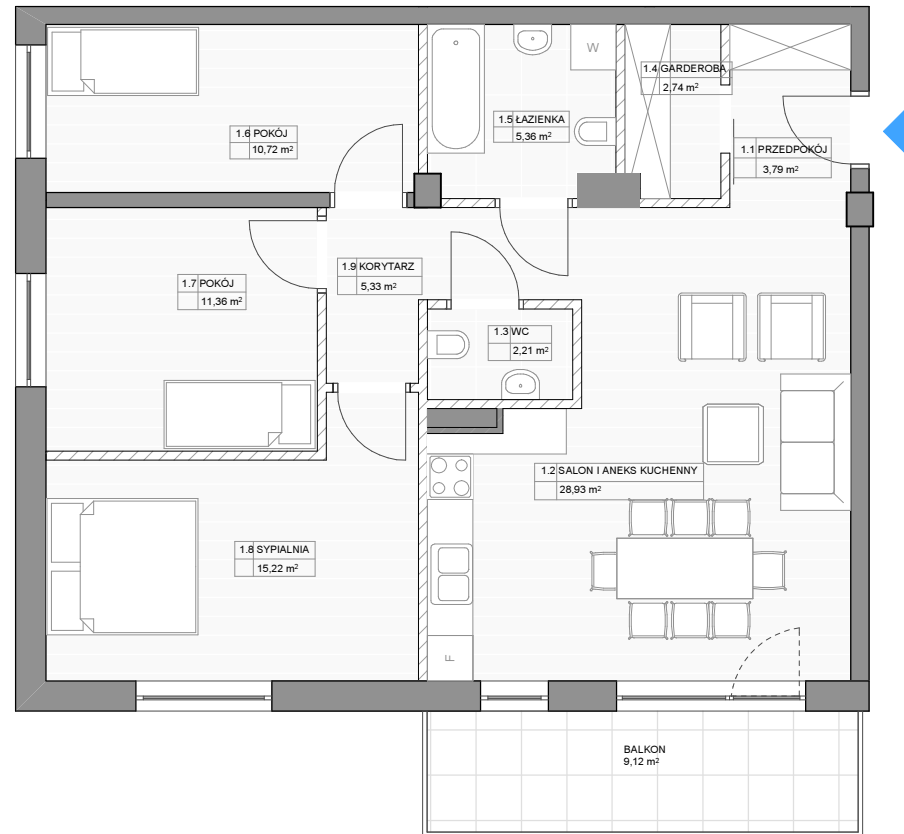 W
1.4 GARDEROBA
2,74 m²
1.5 ŁAZIENKA
5,36 m²
1.6 POKÓJ
10,72 m²
1.1 PRZEDPOKÓJ
3,79 m²
1.9 KORYTARZ
5,33 m²
1.7 POKÓJ
11,36 m²
1.3 WC
2,21 m²
1.2 SALON I ANEKS KUCHENNY
28,93 m²
1.8 SYPIALNIA
15,22 m²
F
BALKON
9,12 m²